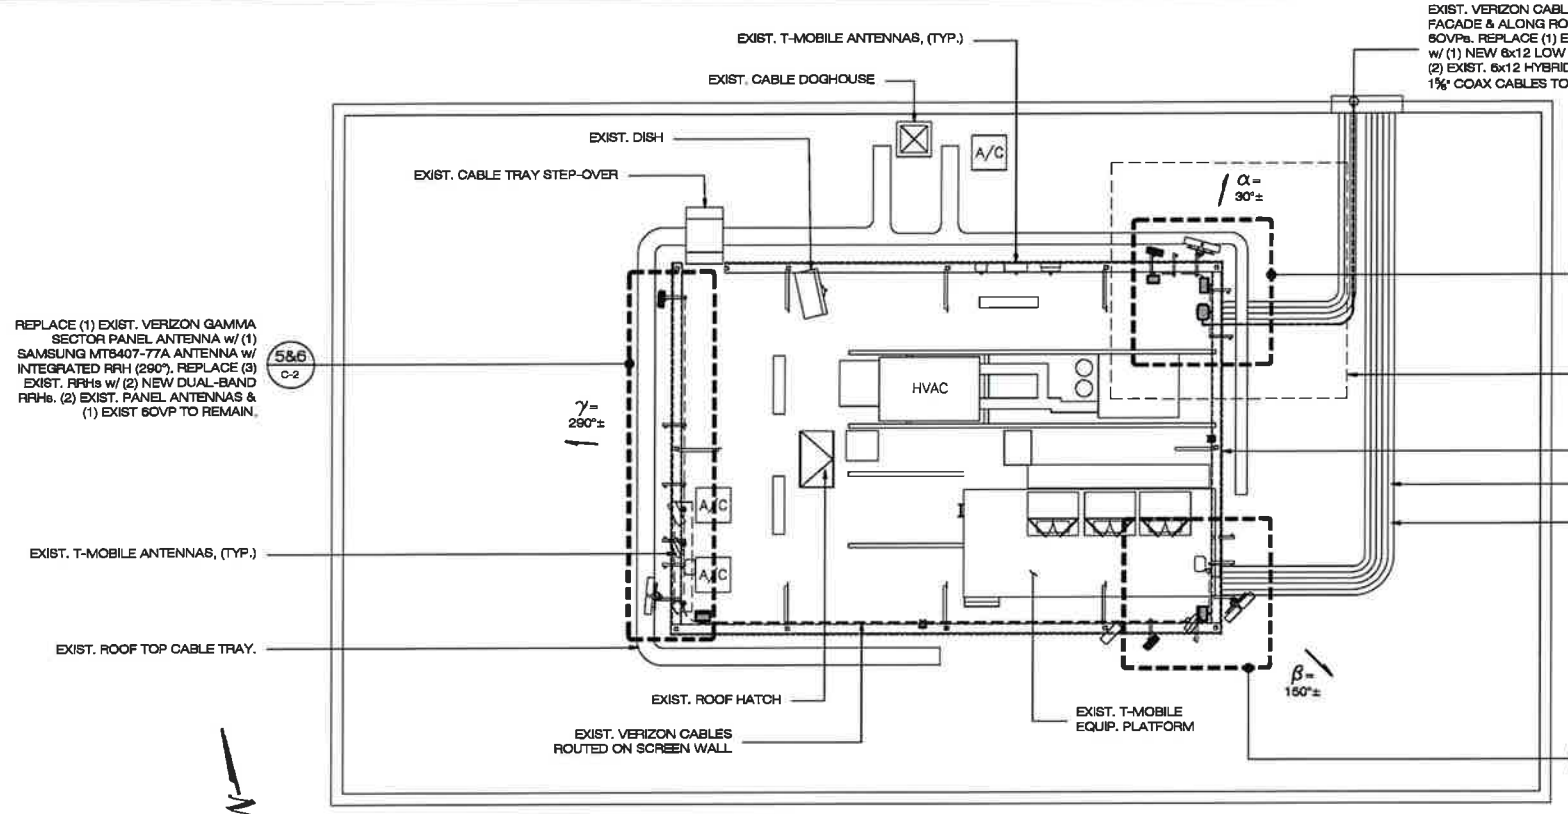 EXIST. VERIZON CABL
FACADE & ALONG RO
6OVPs. REPLACE (1) E
w/ (1) NEW 6x12 LOW
(2) EXIST. 6x12 HYBRID
1⅝" COAX CABLES TO
EXIST. T-MOBILE ANTENNAS, (TYP.)
EXIST. CABLE DOGHOUSE
EXIST. DISH
A/C
EXIST. CABLE TRAY STEP-OVER
α=
30°±
REPLACE (1) EXIST. VERIZON GAMMA
SECTOR PANEL ANTENNA w/ (1)
SAMSUNG MT6407-77A ANTENNA w/
INTEGRATED RRH (290°). REPLACE (3)
EXIST. RRHs w/ (2) NEW DUAL-BAND
RRHs. (2) EXIST. PANEL ANTENNAS &
(1) EXIST 6OVP TO REMAIN.
5&6
C-2
γ=
290°±
HVAC
A/C
EXIST. T-MOBILE ANTENNAS, (TYP.)
A/C
EXIST. ROOF TOP CABLE TRAY.
EXIST. ROOF HATCH
EXIST. VERIZON CABLES
ROUTED ON SCREEN WALL
EXIST. T-MOBILE
EQUIP. PLATFORM
β=
150°±
N